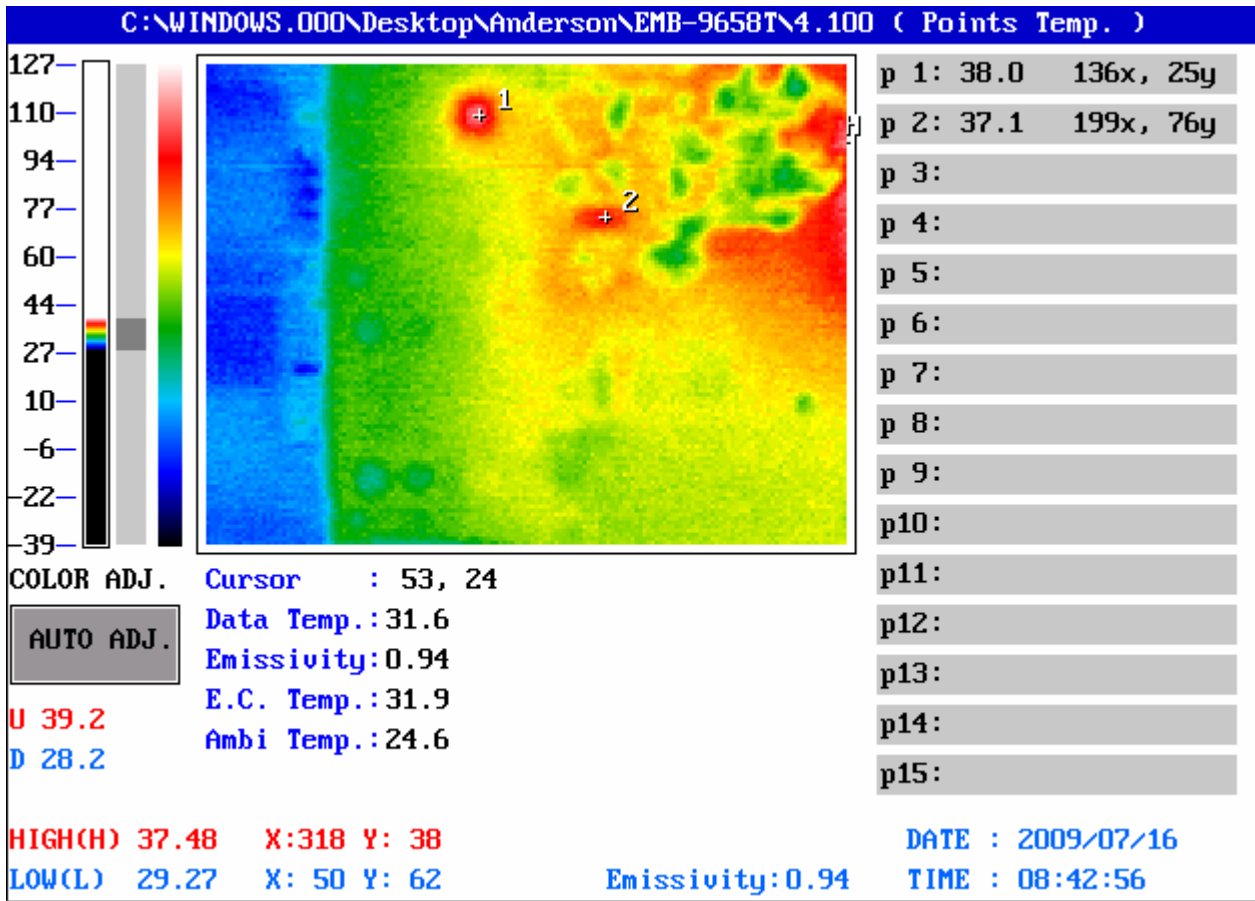 C:\WINDOWS.000\Desktop\Anderson\EMB-9658T\4.100 ( Points Temp. )
127
110
94
77
60
44
27
10
-6
-22
-39
1
2
H
p 1: 38.0 136x, 25y
p 2: 37.1 199x, 76y
p 3:
p 4:
p 5:
p 6:
p 7:
p 8:
p 9:
p10:
p11:
p12:
p13:
p14:
p15:
COLOR ADJ.
AUTO ADJ.
U 39.2
D 28.2
Cursor : 53, 24
Data Temp.:31.6
Emissivity:0.94
E.C. Temp.:31.9
Ambi Temp.:24.6
HIGH(H) 37.48 X:318 Y: 38
LOW(L) 29.27 X: 50 Y: 62
Emissivity:0.94
DATE : 2009/07/16
TIME : 08:42:56